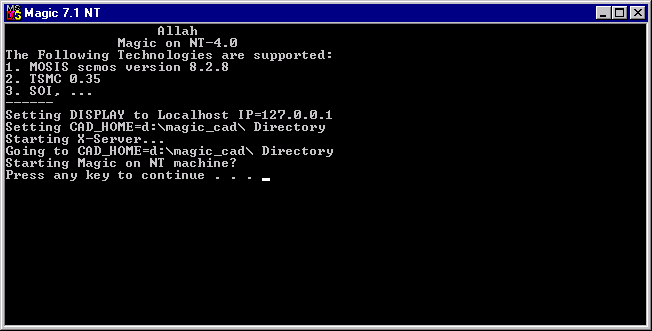 Magic 7.1 NT
Allah
Magic on NT-4.0
The Following Technologies are supported:
1. MOSIS scmos version 8.2.8
2. TSMC 0.35
3. SOI, ...
------
Setting DISPLAY to Localhost IP=127.0.0.1
Setting CAD_HOME=d:\magic_cad\ Directory
Starting X-Server...
Going to CAD_HOME=d:\magic_cad\ Directory
Starting Magic on NT machine?
Press any key to continue . . . _